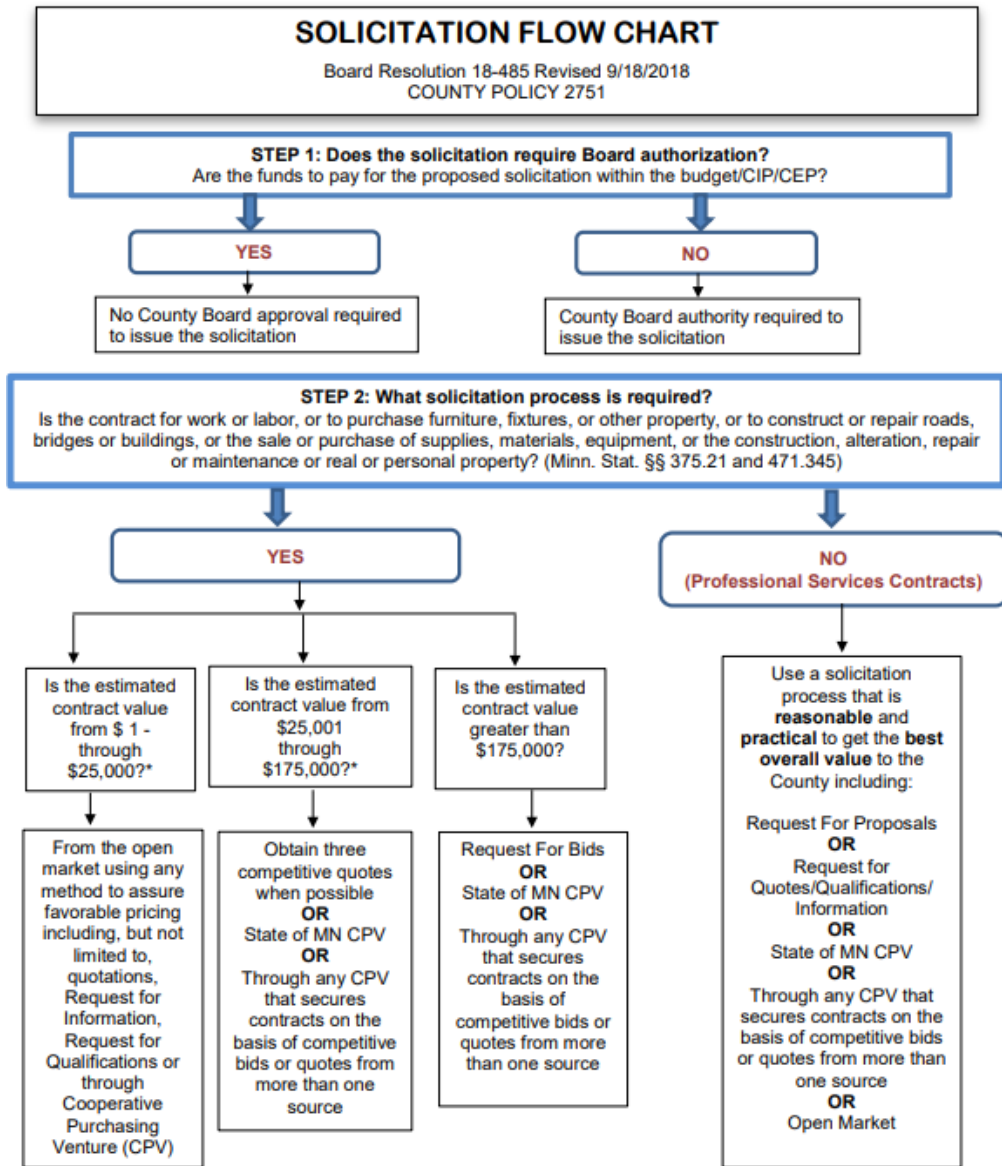 SOLICITATION FLOW CHART
Board Resolution 18-485 Revised 9/18/2018
COUNTY POLICY 2751
STEP 1: Does the solicitation require Board authorization?
Are the funds to pay for the proposed solicitation within the budget/CIP/CEP?
YES
NO
No County Board approval required
to issue the solicitation
County Board authority required to
issue the solicitation
STEP 2: What solicitation process is required?
Is the contract for work or labor, or to purchase furniture, fixtures, or other property, or to construct or repair roads,
bridges or buildings, or the sale or purchase of supplies, materials, equipment, or the construction, alteration, repair
or maintenance or real or personal property? (Minn. Stat. §§ 375.21 and 471.345)
YES
NO
(Professional Services Contracts)
Is the estimated
contract value
from $ 1 -
through
$25,000?*
Is the estimated
contract value from
$25,001
through
$175,000?*
Is the estimated
contract value
greater than
$175,000?
From the open
market using any
method to assure
favorable pricing
including, but not
limited to,
quotations,
Request for
Information,
Request for
Qualifications or
through
Cooperative
Purchasing
Venture (CPV)
Obtain three
competitive quotes
when possible
OR
State of MN CPV
OR
Through any CPV
that secures
contracts on the
basis of competitive
bids or quotes from
more than one
source
Request For Bids
OR
State of MN CPV
OR
Through any CPV
that secures
contracts on the
basis of
competitive bids or
quotes from more
than one source
Use a solicitation
process that is
reasonable and
practical to get the best
overall value to the
County including:
Request For Proposals
OR
Request for
Quotes/Qualifications/
Information
OR
State of MN CPV
OR
Through any CPV that
secures contracts on the
basis of competitive bids
or quotes from more than
one source
OR
Open Market